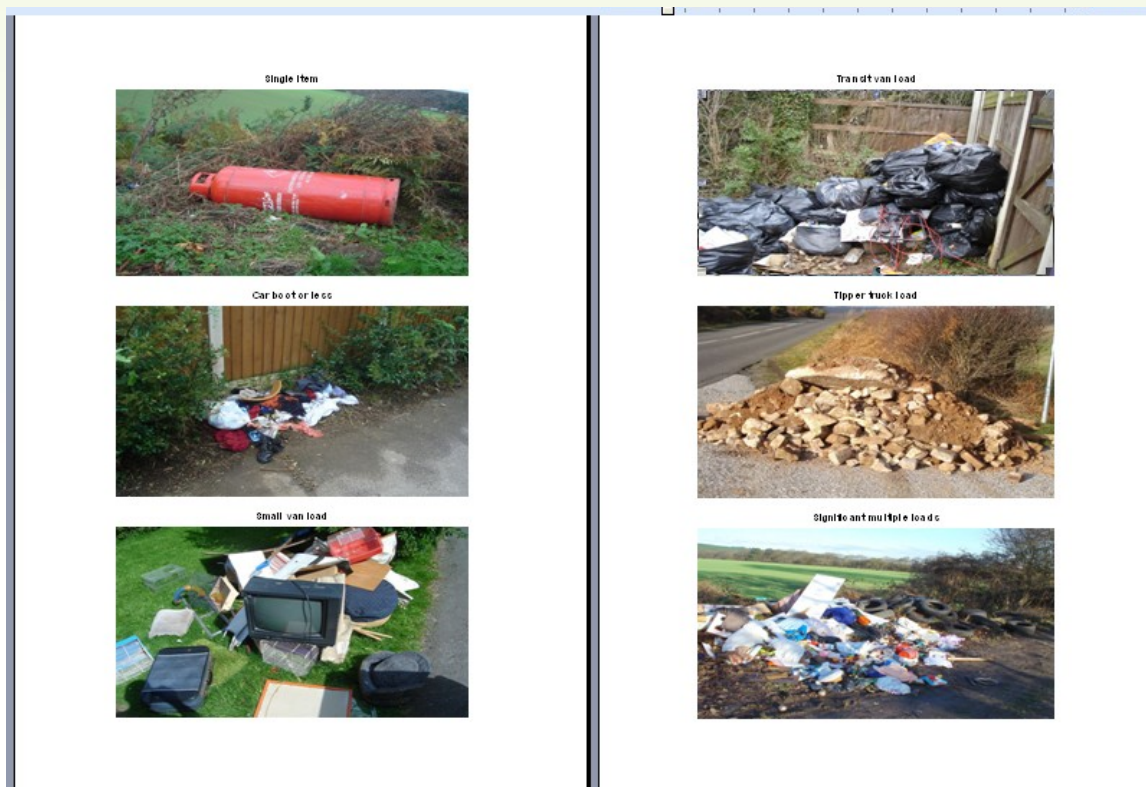 Single item
Car boot or less
Small van load
Transit van load
Tipper truck load
Significant multiple loads